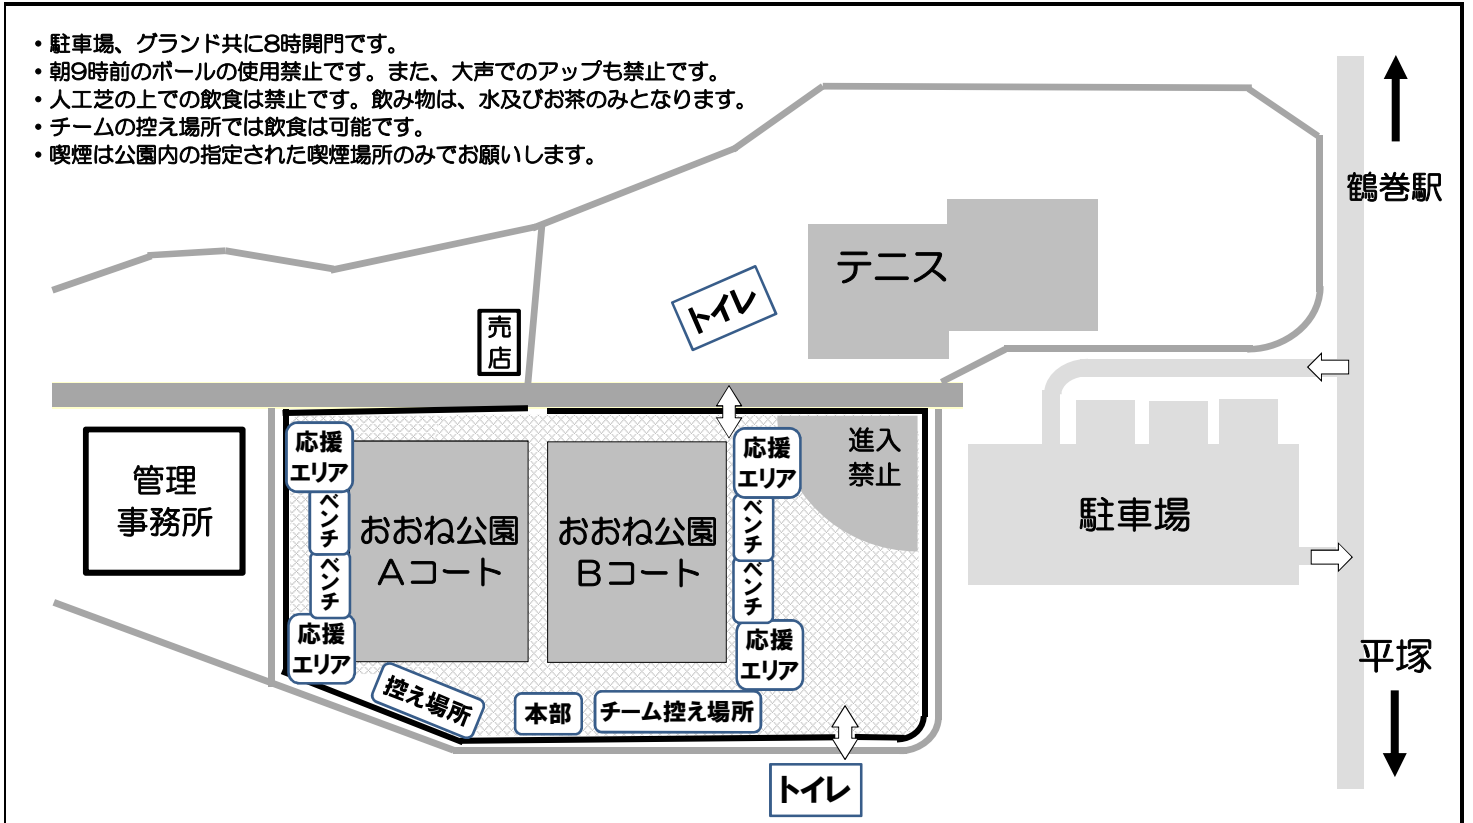 ・駐車場、グランド共に8時開門です。
・朝9時前のボールの使用禁止です。また、大声でのアップも禁止です。
・人工芝の上での飲食は禁止です。飲み物は、水及びお茶のみとなります。
・チームの控え場所では飲食は可能です。
・喫煙は公園内の指定された喫煙場所のみでお願いします。
鶴巻駅
テニス
トイレ
売
店
進入
禁止
応援
エリア
応援
エリア
管理
事務所
ベンチ
ベンチ
おおね公園
Aコート
おおね公園
Bコート
ベンチ
ベンチ
駐車場
応援
エリア
応援
エリア
平塚
控え場所
本部
チーム控え場所
トイレ